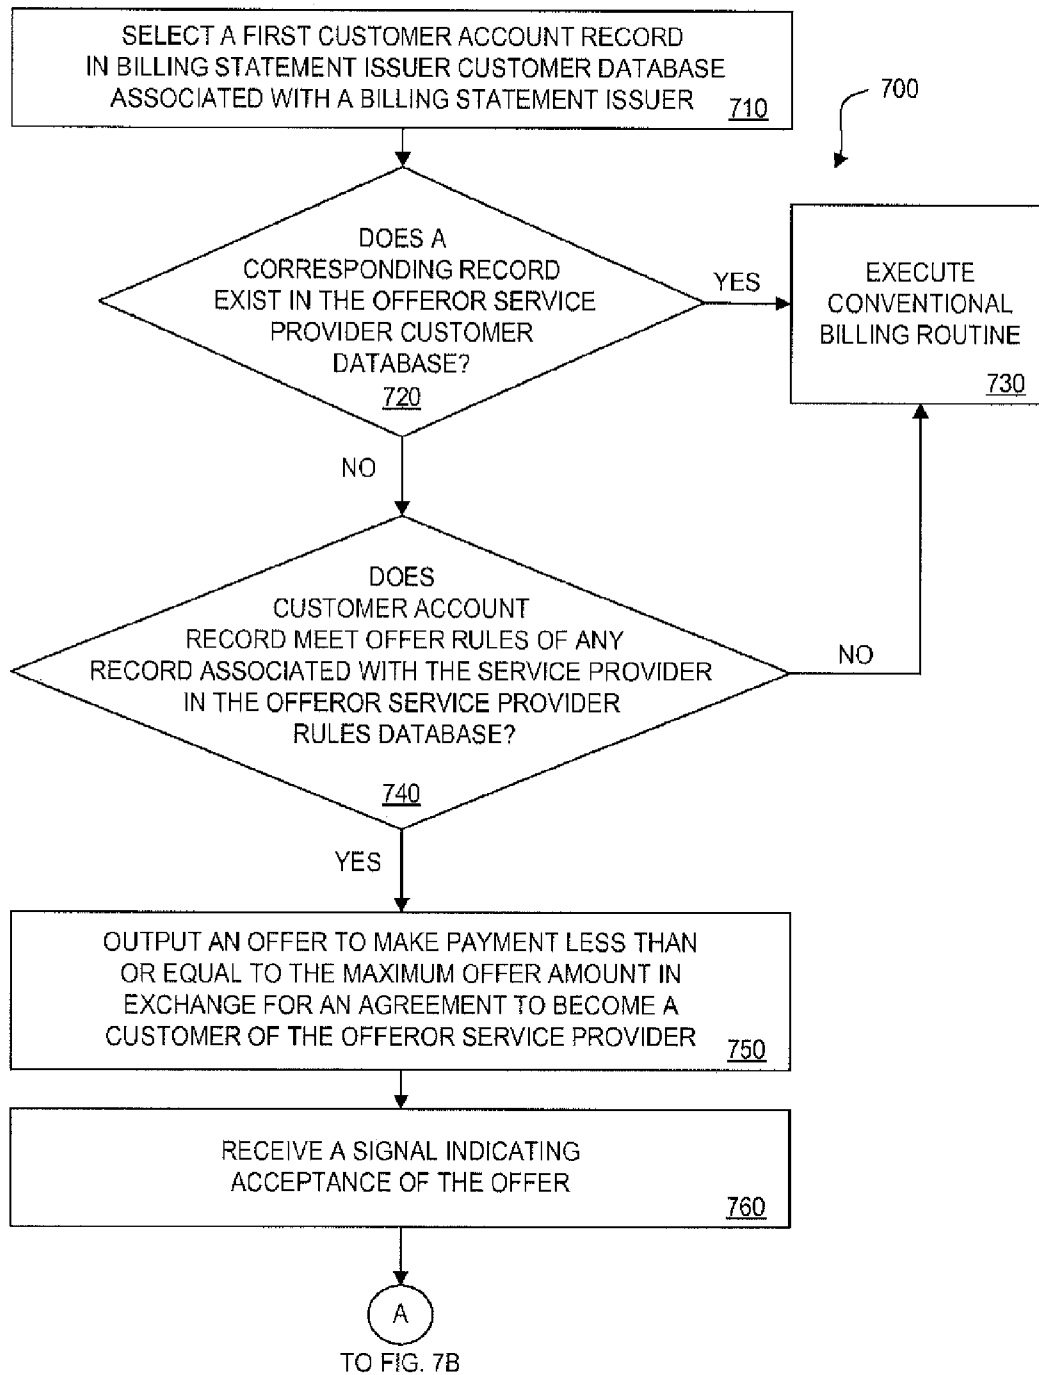 SELECT A FIRST CUSTOMER ACCOUNT RECORD
IN BILLING STATEMENT ISSUER CUSTOMER DATABASE
ASSOCIATED WITH A BILLING STATEMENT ISSUER
710
700
DOES A
CORRESPONDING RECORD
EXIST IN THE OFFEROR SERVICE
PROVIDER CUSTOMER
DATABASE?
720
YES
EXECUTE
CONVENTIONAL
BILLING ROUTINE
730
NO
DOES
CUSTOMER ACCOUNT
RECORD MEET OFFER RULES OF ANY
RECORD ASSOCIATED WITH THE SERVICE PROVIDER
IN THE OFFEROR SERVICE PROVIDER
RULES DATABASE?
740
NO
YES
OUTPUT AN OFFER TO MAKE PAYMENT LESS THAN
OR EQUAL TO THE MAXIMUM OFFER AMOUNT IN
EXCHANGE FOR AN AGREEMENT TO BECOME A
CUSTOMER OF THE OFFEROR SERVICE PROVIDER
750
RECEIVE A SIGNAL INDICATING
ACCEPTANCE OF THE OFFER
760
A
TO FIG. 7B